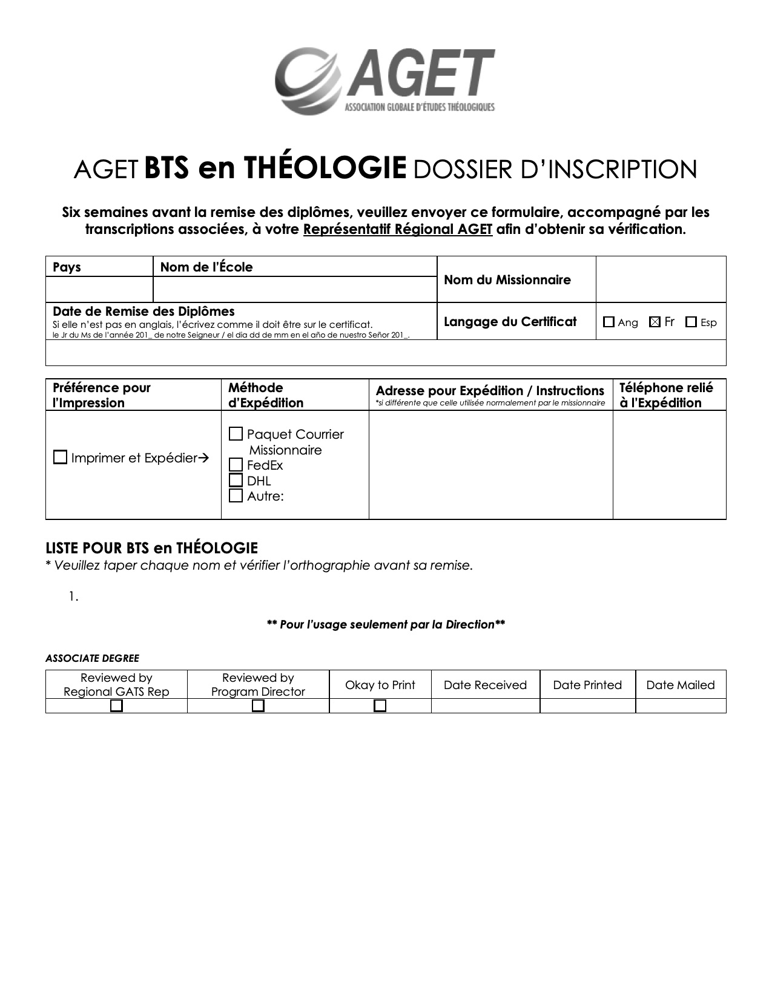 AGET
ASSOCIATION GLOBALE D'ÉTUDES THÉOLOGIQUES
AGET BTS en THÉOLOGIE DOSSIER D'INSCRIPTION
Six semaines avant la remise des diplômes, veuillez envoyer ce formulaire, accompagné par les
transcriptions associées, à votre Représentatif Régional AGET afin d'obtenir sa vérification.
Pays
Nom de l'École
Nom du Missionnaire
Date de Remise des Diplômes
Si elle n'est pas en anglais, l'écrivez comme il doit être sur le certificat.
le Jr du Ms de l'année 201_ de notre Seigneur / el dia dd de mm en el año de nuestro Señor 201_.
Langage du Certificat
☐ Ang ☒ Fr ☐ Esp
Préférence pour
l'Impression
Méthode
d'Expédition
Adresse pour Expédition / Instructions
*si différente que celle utilisée normalement par le missionnaire
Téléphone relié
à l'Expédition
☐ Imprimer et Expédier→
☐ Paquet Courrier
Missionnaire
☐ FedEx
☐ DHL
☐ Autre:
LISTE POUR BTS en THÉOLOGIE
* Veuillez taper chaque nom et vérifier l'orthographie avant sa remise.
1.
** Pour l'usage seulement par la Direction**
ASSOCIATE DEGREE
Reviewed by
Regional GATS Rep
Reviewed by
Program Director
Okay to Print
Date Received
Date Printed
Date Mailed
☐ ☐ ☐